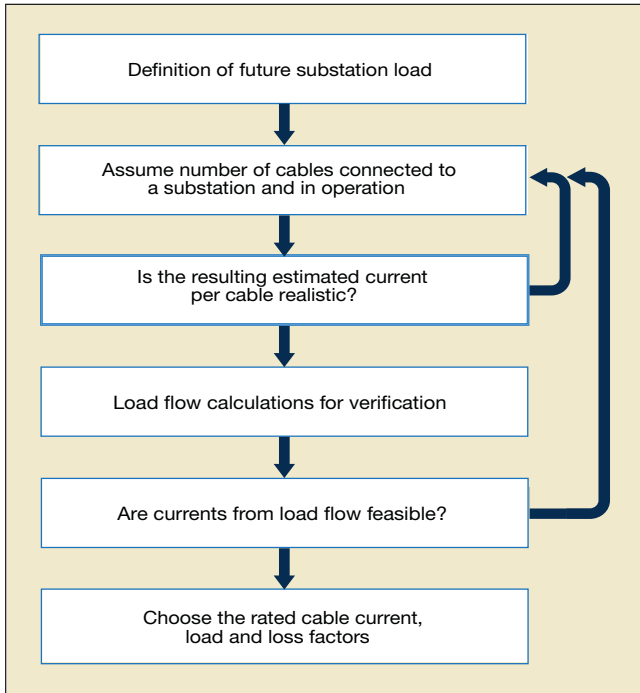 Definition of future substation load
Assume number of cables connected to
a substation and in operation
Is the resulting estimated current
per cable realistic?
Load flow calculations for verification
Are currents from load flow feasible?
Choose the rated cable current,
load and loss factors